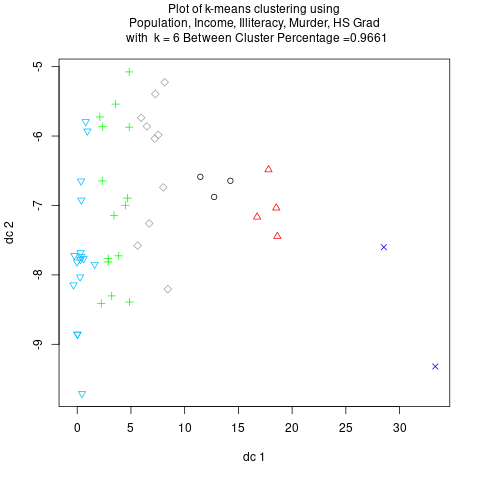 Plot of k-means clustering using
Population, Income, Illiteracy, Murder, HS Grad
with k = 6 Between Cluster Percentage =0.9661
-5
-6
-7
-8
-9
dc 2
0 5 10 15 20 25 30
dc 1